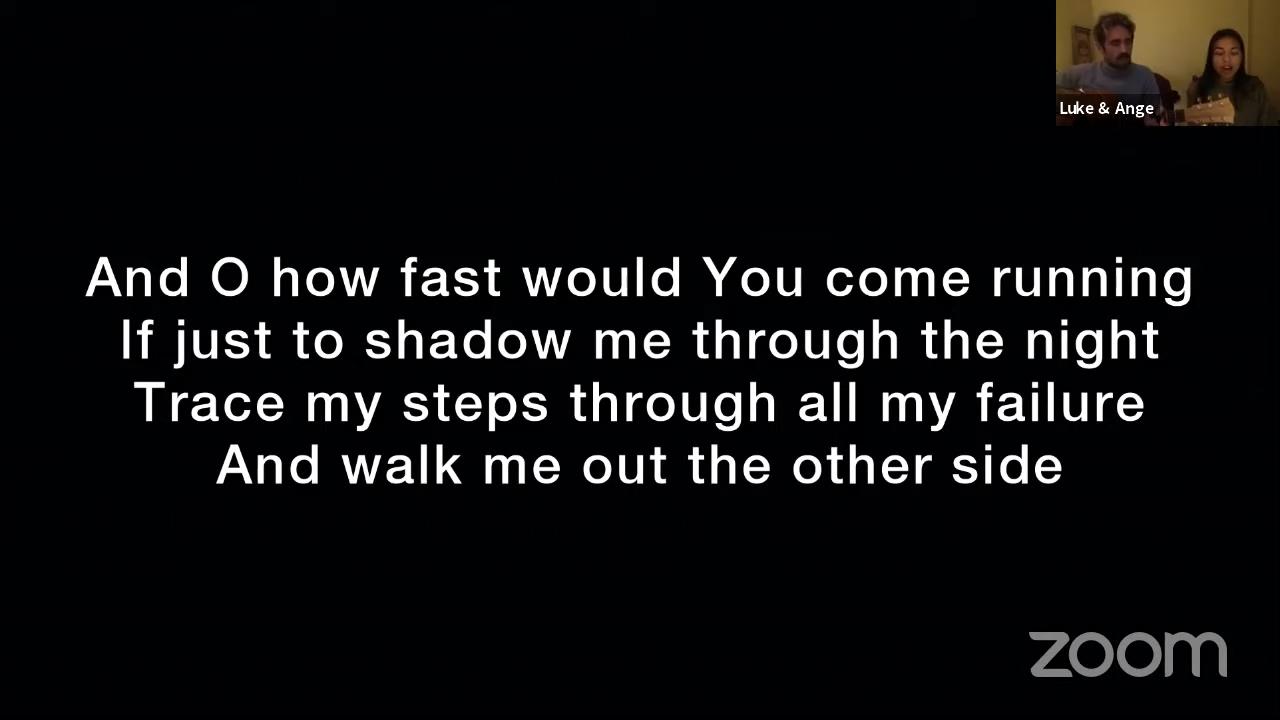 Luke & Ange
And O how fast would You come running
If just to shadow me through the night
Trace my steps through all my failure
And walk me out the other side
zoom